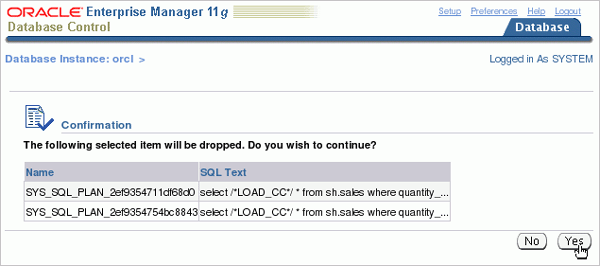 ORACLE Enterprise Manager 11g
Database Control
Setup Preferences Help Logout
Database
Database Instance: orcl >
Logged in As SYSTEM
Confirmation
The following selected item will be dropped. Do you wish to continue?
Name SQL Text
SYS_SQL_PLAN_2ef9354711df68d0 select /*LOAD_CC*/ * from sh.sales where quantity_...
SYS_SQL_PLAN_2ef9354754bc8843 select /*LOAD_CC*/ * from sh.sales where quantity_...
No Yes